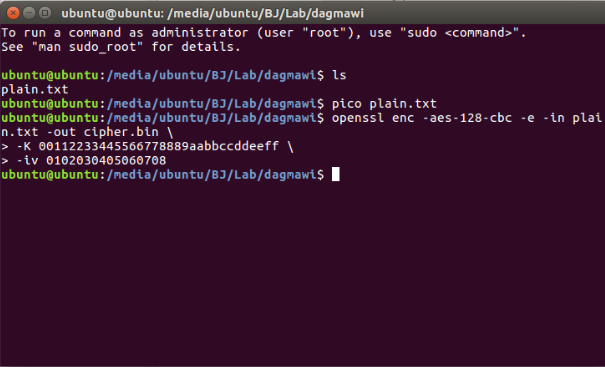 ubuntu@ubuntu: /media/ubuntu/BJ/Lab/dagmawi
To run a command as administrator (user "root"), use "sudo <command>".
See "man sudo_root" for details.
ubuntu@ubuntu:/media/ubuntu/BJ/Lab/dagmawi$ ls
plain.txt
ubuntu@ubuntu:/media/ubuntu/BJ/Lab/dagmawi$ pico plain.txt
ubuntu@ubuntu:/media/ubuntu/BJ/Lab/dagmawi$ openssl enc -aes-128-cbc -e -in plai
n.txt -out cipher.bin \
> -K 00112233445566778889aabbccddeeff \
> -iv 0102030405060708
ubuntu@ubuntu:/media/ubuntu/BJ/Lab/dagmawi$